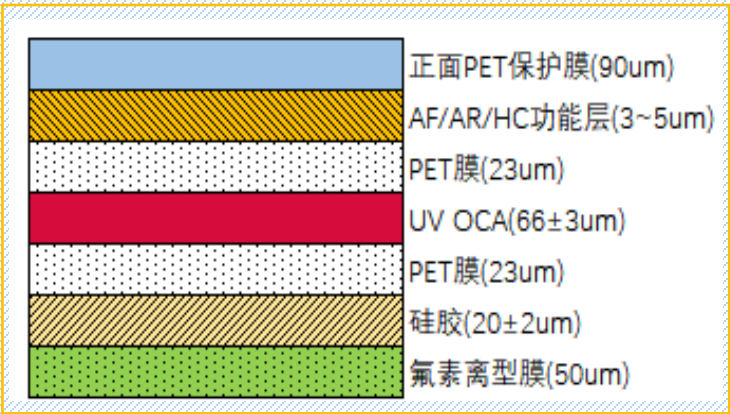 正面PET保护膜(90um)
AF/AR/HC功能层(3~5um)
PET膜(23um)
UV OCA(66±3um)
PET膜(23um)
硅胶(20±2um)
氟素离型膜(50um)